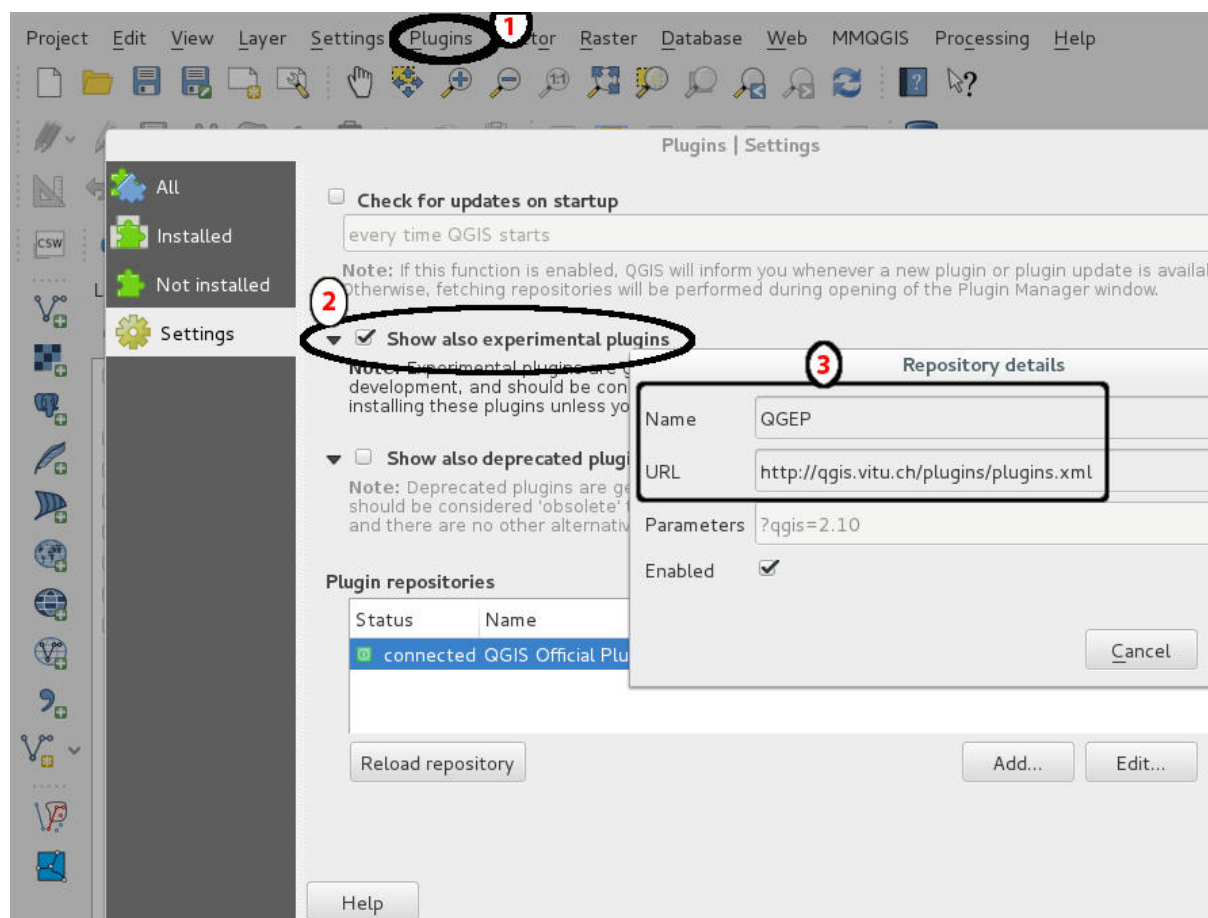 1
Project Edit View Layer Settings Plugins Raster Database Web MMQGIS Processing Help
1:1
?
?
Plugins | Settings
All
Check for updates on startup
CSW
Installed
every time QGIS starts
Note: If this function is enabled, QGIS will inform you whenever a new plugin or plugin update is availa
Not installed
Otherwise, fetching repositories will be performed during opening of the Plugin Manager window.
2
Settings
Show also experimental plugins
Note: Experimental plugins are
development, and should be con
installing these plugins unless yo
3
Repository details
Name QGEP
URL http://qgis.vitu.ch/plugins/plugins.xml
Parameters ?qgis=2.10
Enabled
Cancel
Show also deprecated plugi
Note: Deprecated plugins are ge
should be considered 'obsolete'
and there are no other alternativ
Plugin repositories
Status Name
connected QGIS Official Plu
Reload repository Add... Edit...
Help